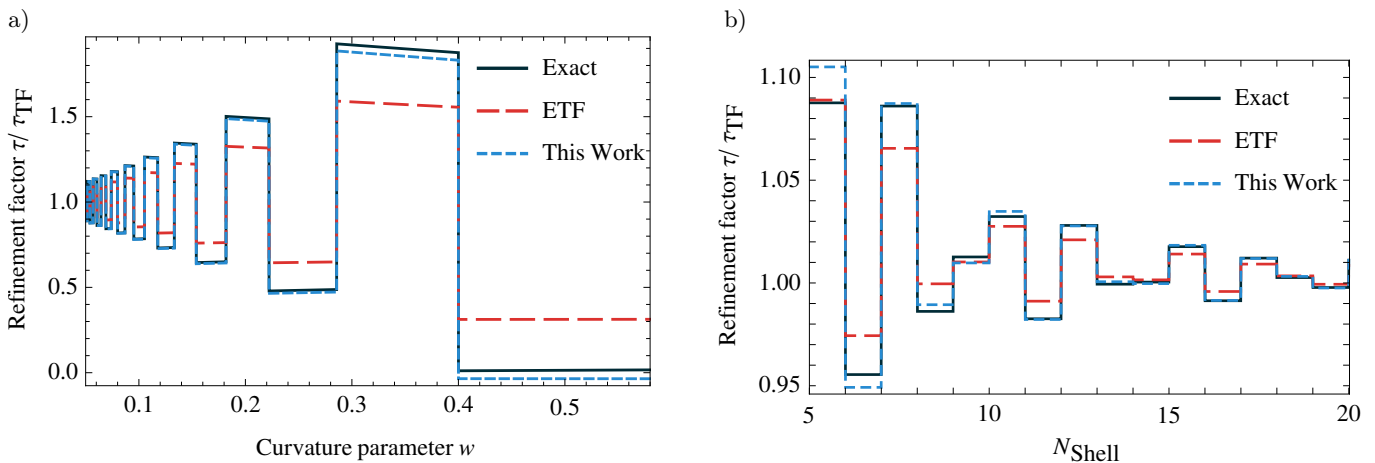 a)
Refinement factor τ/ τTF
1.5
1.0
0.5
0.0
0.1
0.2
0.3
0.4
0.5
Curvature parameter w
Exact
ETF
This Work
b)
Refinement factor τ/ τTF
1.10
1.05
1.00
0.95
5
10
15
20
NShell
Exact
ETF
This Work